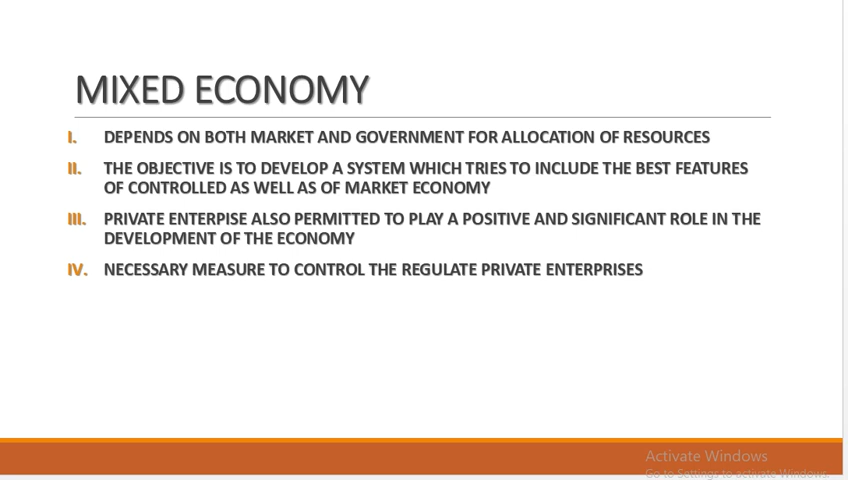 MIXED ECONOMY
I. DEPENDS ON BOTH MARKET AND GOVERNMENT FOR ALLOCATION OF RESOURCES
II. THE OBJECTIVE IS TO DEVELOP A SYSTEM WHICH TRIES TO INCLUDE THE BEST FEATURES
OF CONTROLLED AS WELL AS OF MARKET ECONOMY
III. PRIVATE ENTERPISE ALSO PERMITTED TO PLAY A POSITIVE AND SIGNIFICANT ROLE IN THE
DEVELOPMENT OF THE ECONOMY
IV. NECESSARY MEASURE TO CONTROL THE REGULATE PRIVATE ENTERPRISES
Activate Windows
Go to Settings to activate Windows.